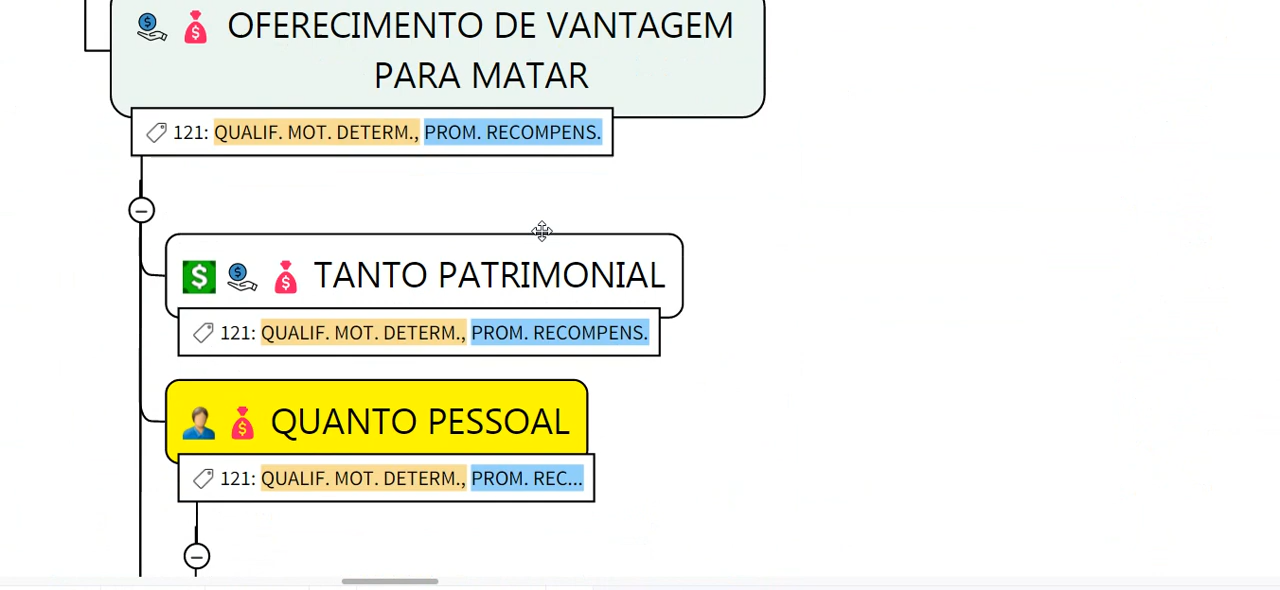 OFERECIMENTO DE VANTAGEM
PARA MATAR
121: QUALIF. MOT. DETERM., PROM. RECOMPENS.
TANTO PATRIMONIAL
121: QUALIF. MOT. DETERM., PROM. RECOMPENS.
QUANTO PESSOAL
121: QUALIF. MOT. DETERM., PROM. REC...